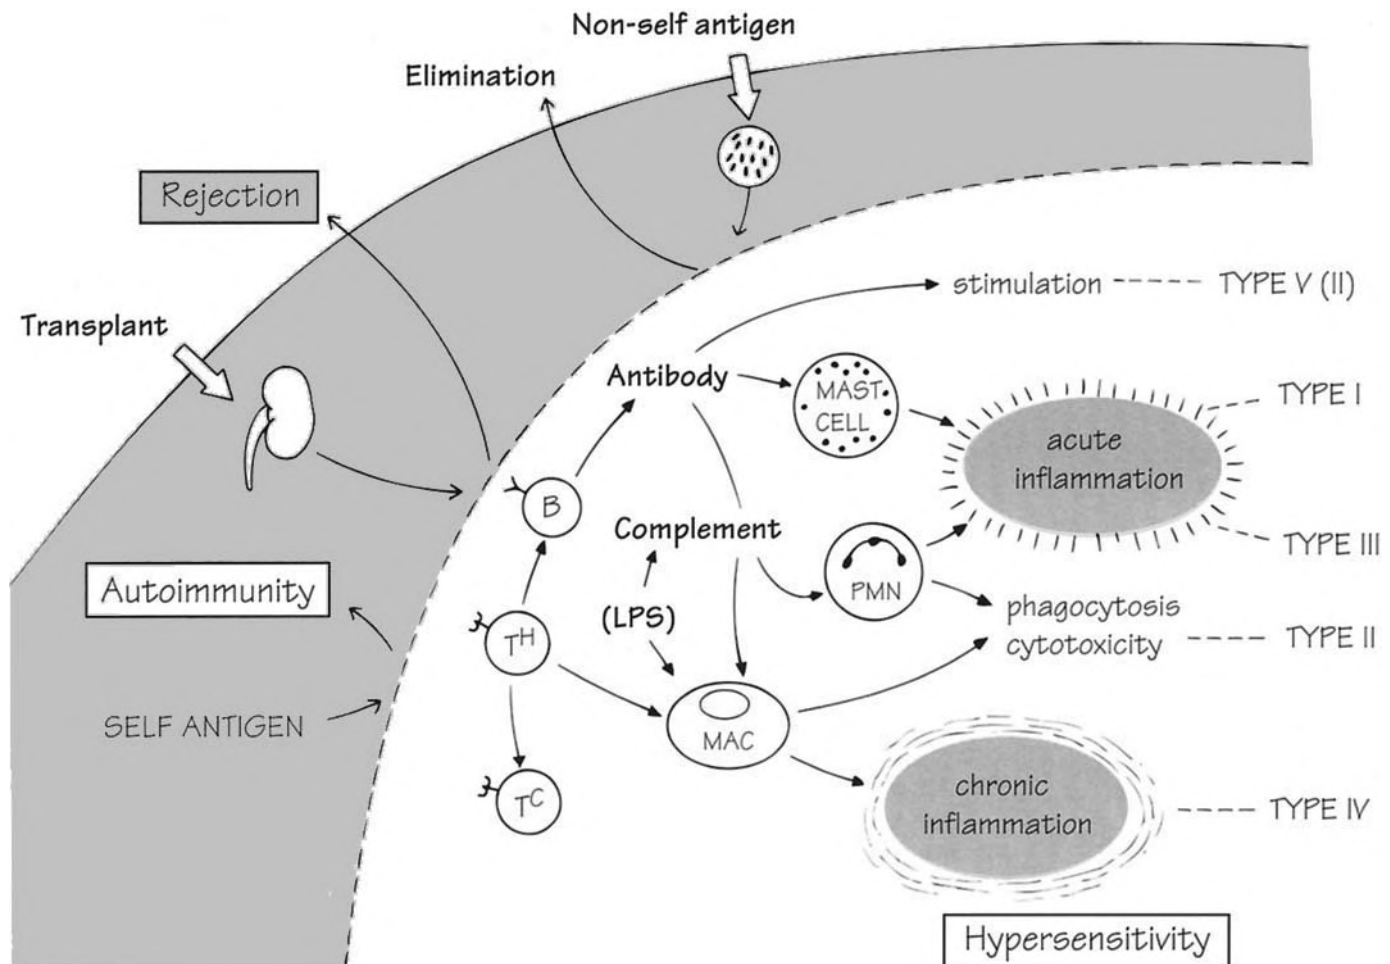 Non-self antigen
Elimination
Rejection
Transplant
stimulation
TYPE V (II)
Antibody
MAST
CELL
TYPE I
acute
inflammation
B
Complement
TYPE III
PMN
Autoimmunity
(LPS)
phagocytosis
cytotoxicity
TYPE II
TH
SELF ANTIGEN
MAC
TC
chronic
inflammation
TYPE IV
Hypersensitivity